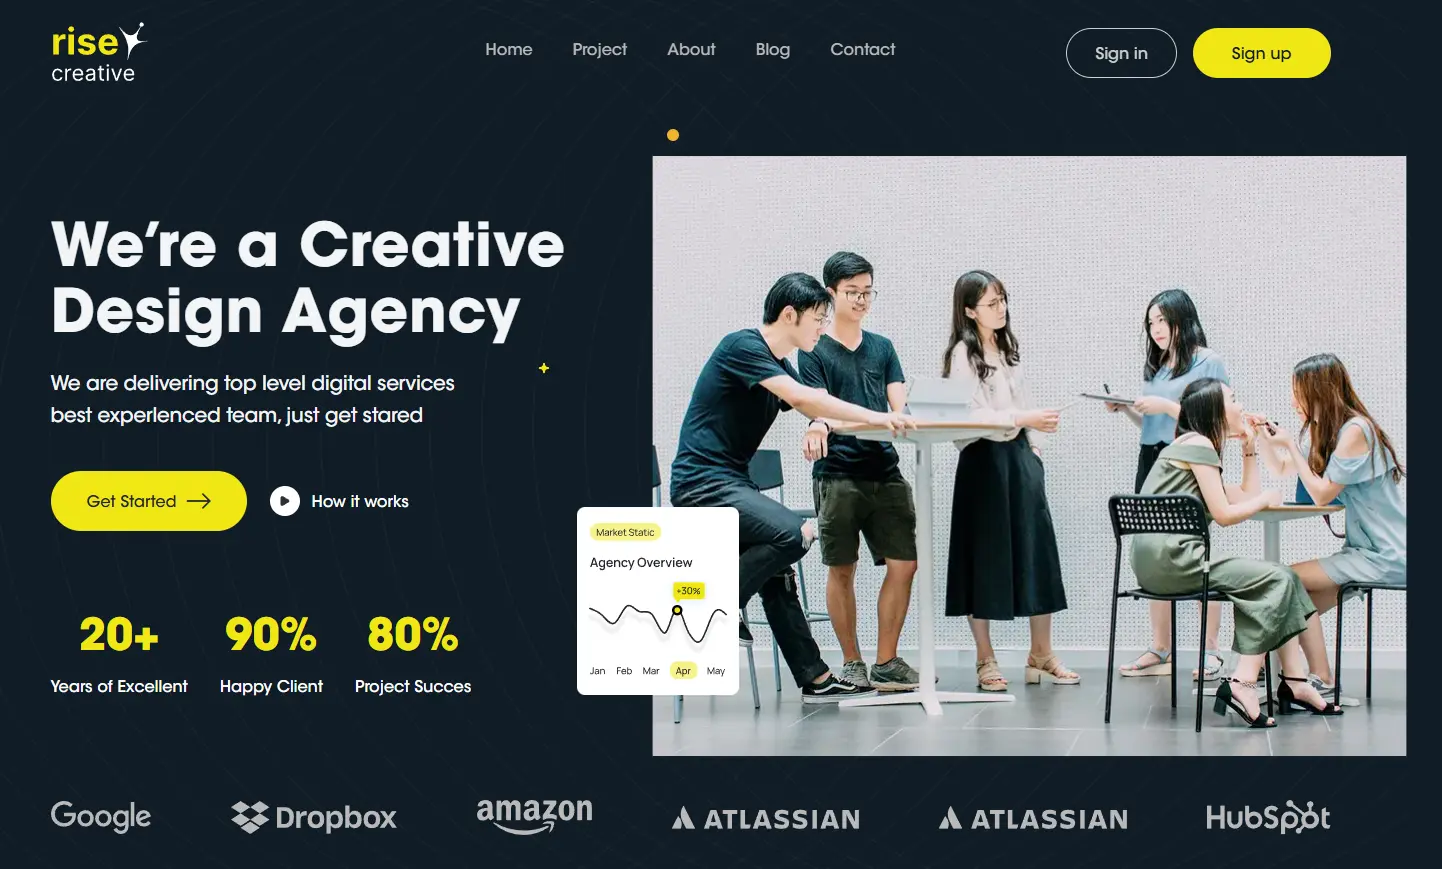 rise
creative
Home Project About Blog Contact
Sign in
Sign up
We're a Creative
Design Agency
We are delivering top level digital services
best experlenced team, just get stared
Get Started
How it works
20+ 90% 80%
Years of Excellent Happy Client Project Succes
Market Static
Agency Overview
+30%
Jan Feb Mar Apr May
Google Dropbox amazon ATLASSIAN ATLASSIAN HubSpot